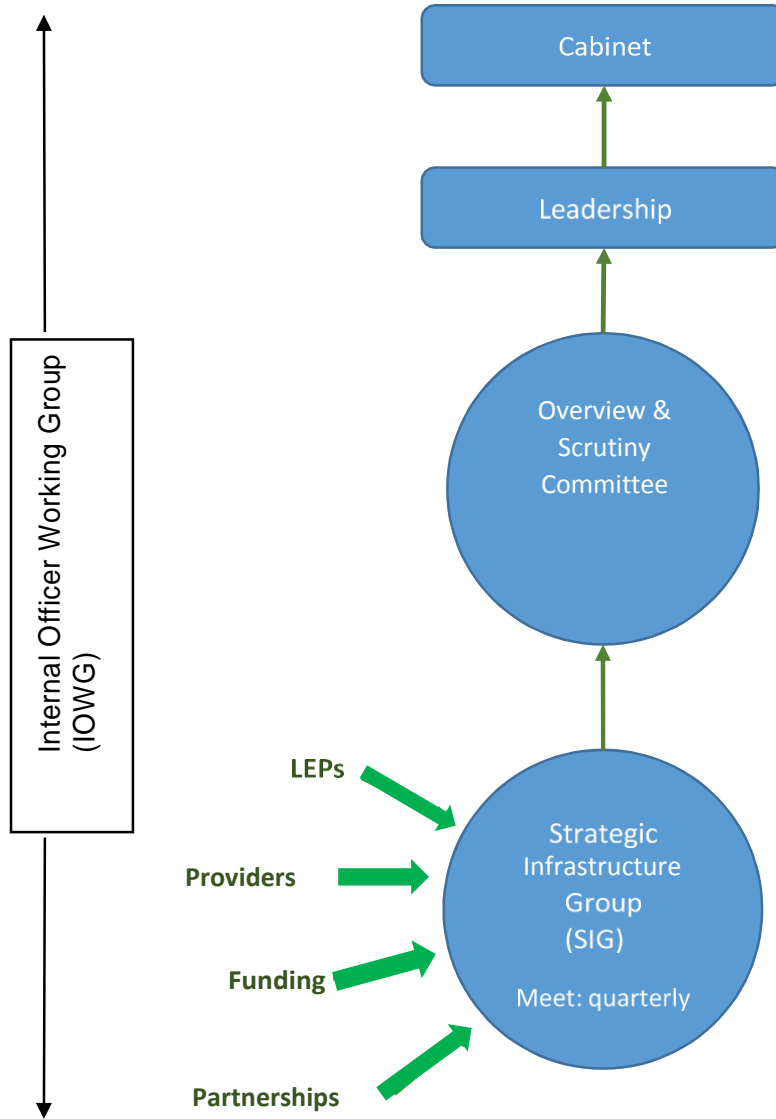 Cabinet
Leadership
Internal Officer Working Group
(IOWG)
Overview &
Scrutiny
Committee
LEPs
Providers
Funding
Partnerships
Strategic
Infrastructure
Group
(SIG)
Meet: quarterly